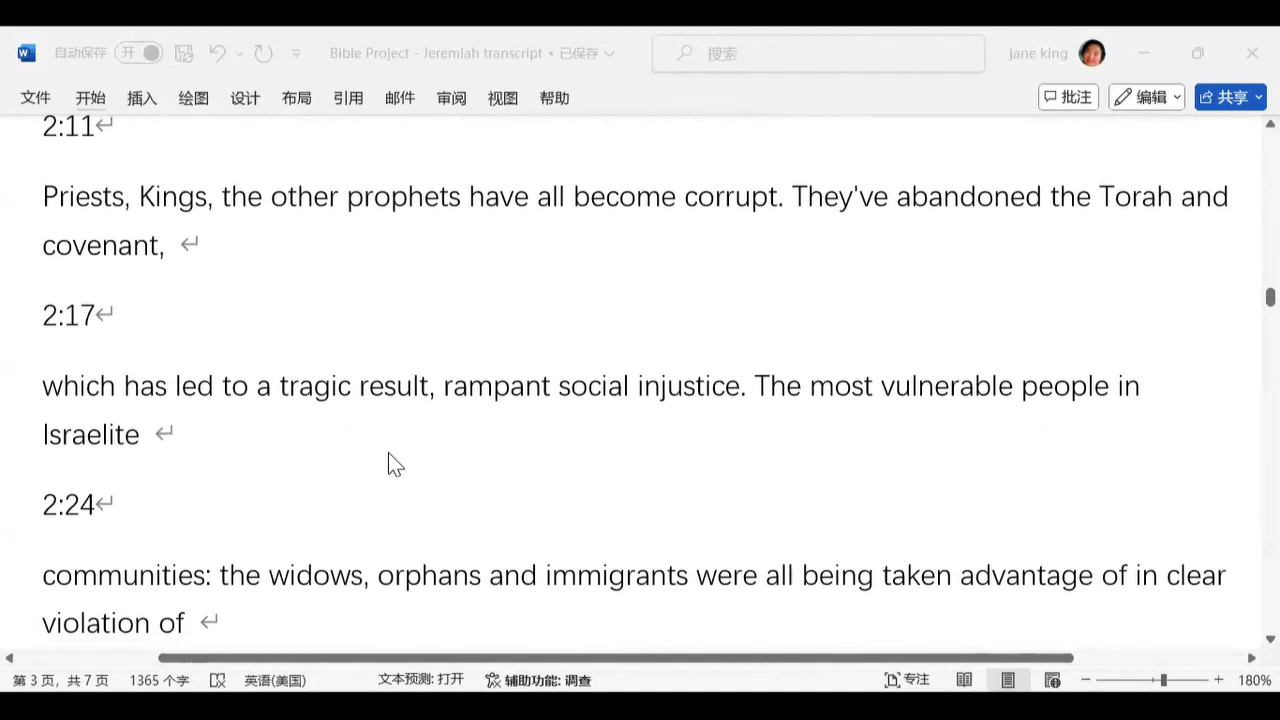 自动保存 开 Bible Project - Jeremiah transcript • 已保存 搜索 jane king
文件 开始 插入 绘图 设计 布局 引用 邮件 审阅 视图 帮助 批注 编辑 共享
2:11
Priests, Kings, the other prophets have all become corrupt. They've abandoned the Torah and
covenant,
2:17
which has led to a tragic result, rampant social injustice. The most vulnerable people in
Israelite
2:24
communities: the widows, orphans and immigrants were all being taken advantage of in clear
violation of
第 3 页，共 7 页 1365 个字 英语(美国) 文本预测: 打开 辅助功能: 调查 专注 180%